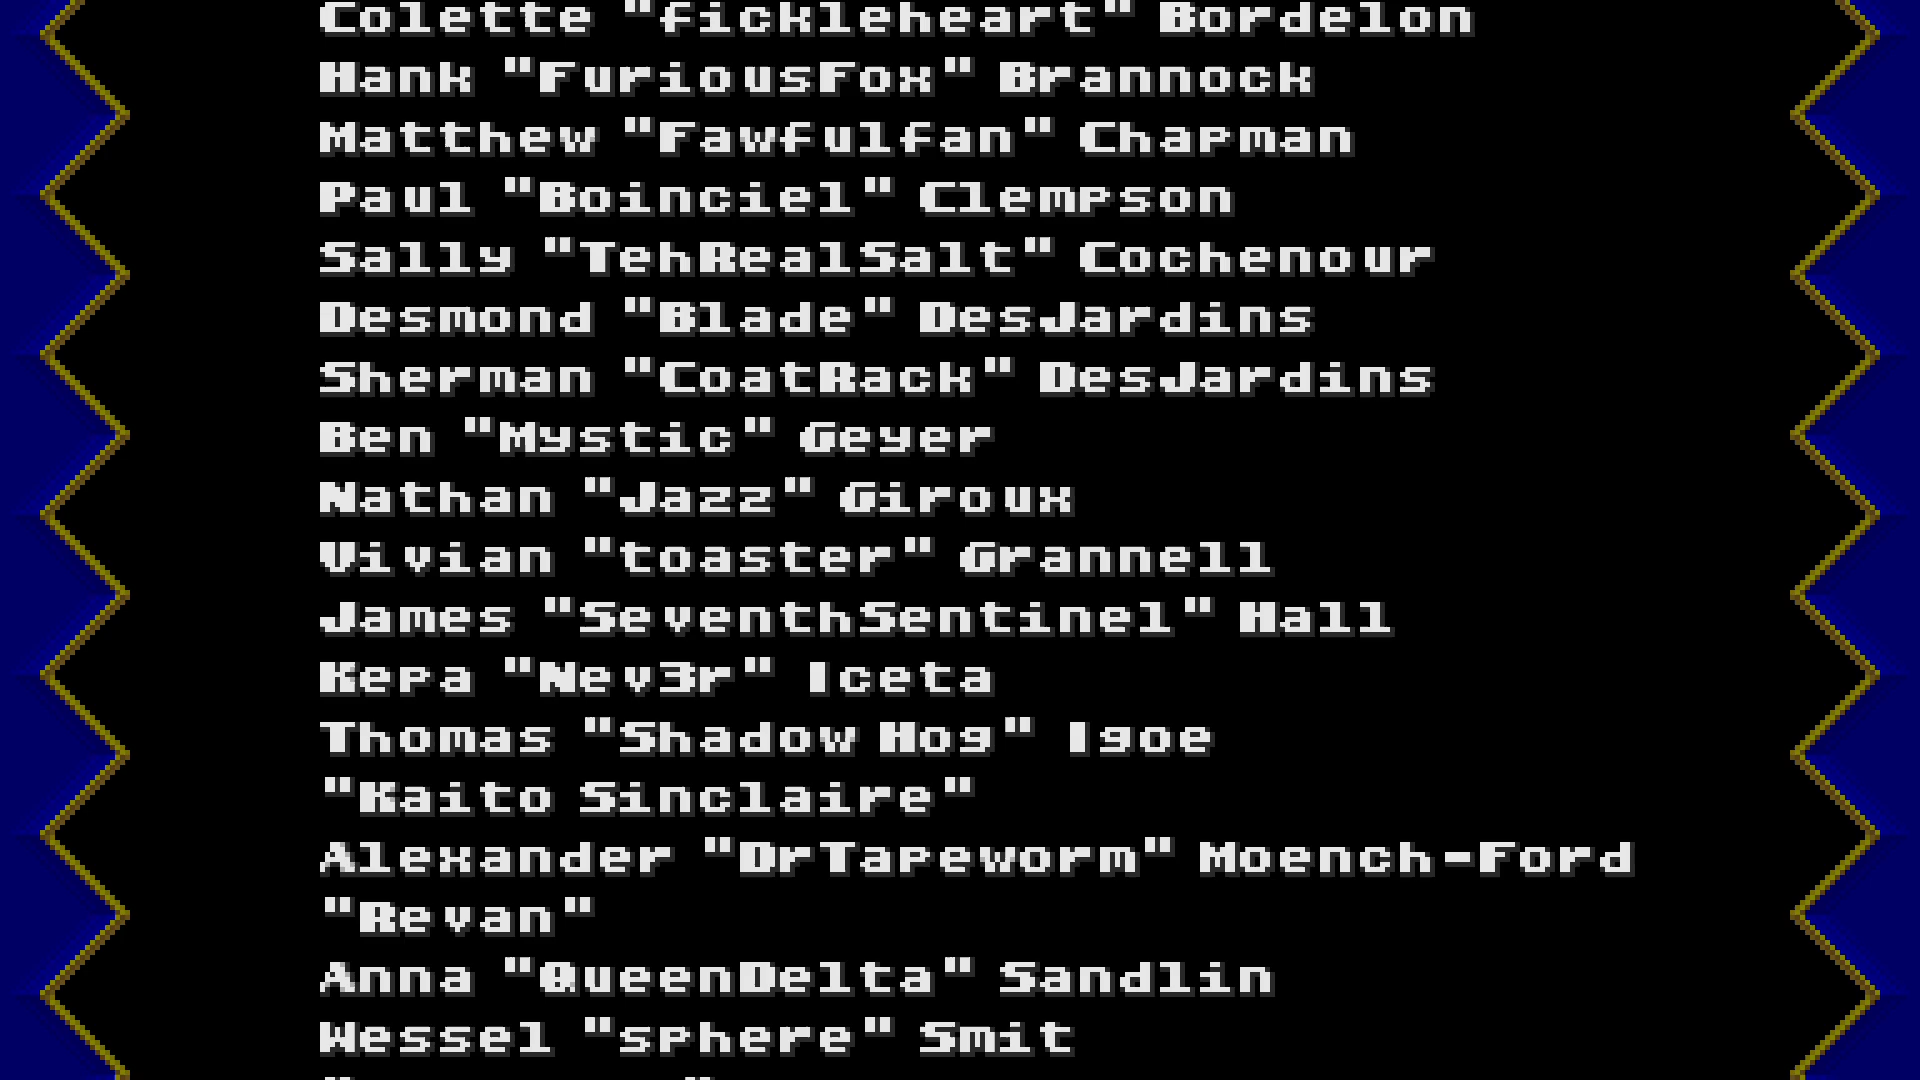 Colette "fickleheart" Bordelon
Hank "FuriousFox" Brannock
Matthew "Fawfulfan" Chapman
Paul "Boinciel" Clempson
Sally "TehRealSalt" Cochenour
Desmond "Blade" DesJardins
Sherman "CoatRack" DesJardins
Ben "Mystic" Geyer
Nathan "Jazz" Giroux
Vivian "toaster" Grannell
James "SeventhSentinel" Hall
Kepa "Nev3r" Iceta
Thomas "Shadow Hog" Igoe
"Kaito Sinclaire"
Alexander "DrTapeworm" Moench-Ford
"Revan"
Anna "QueenDelta" Sandlin
Wessel "sphere" Smit